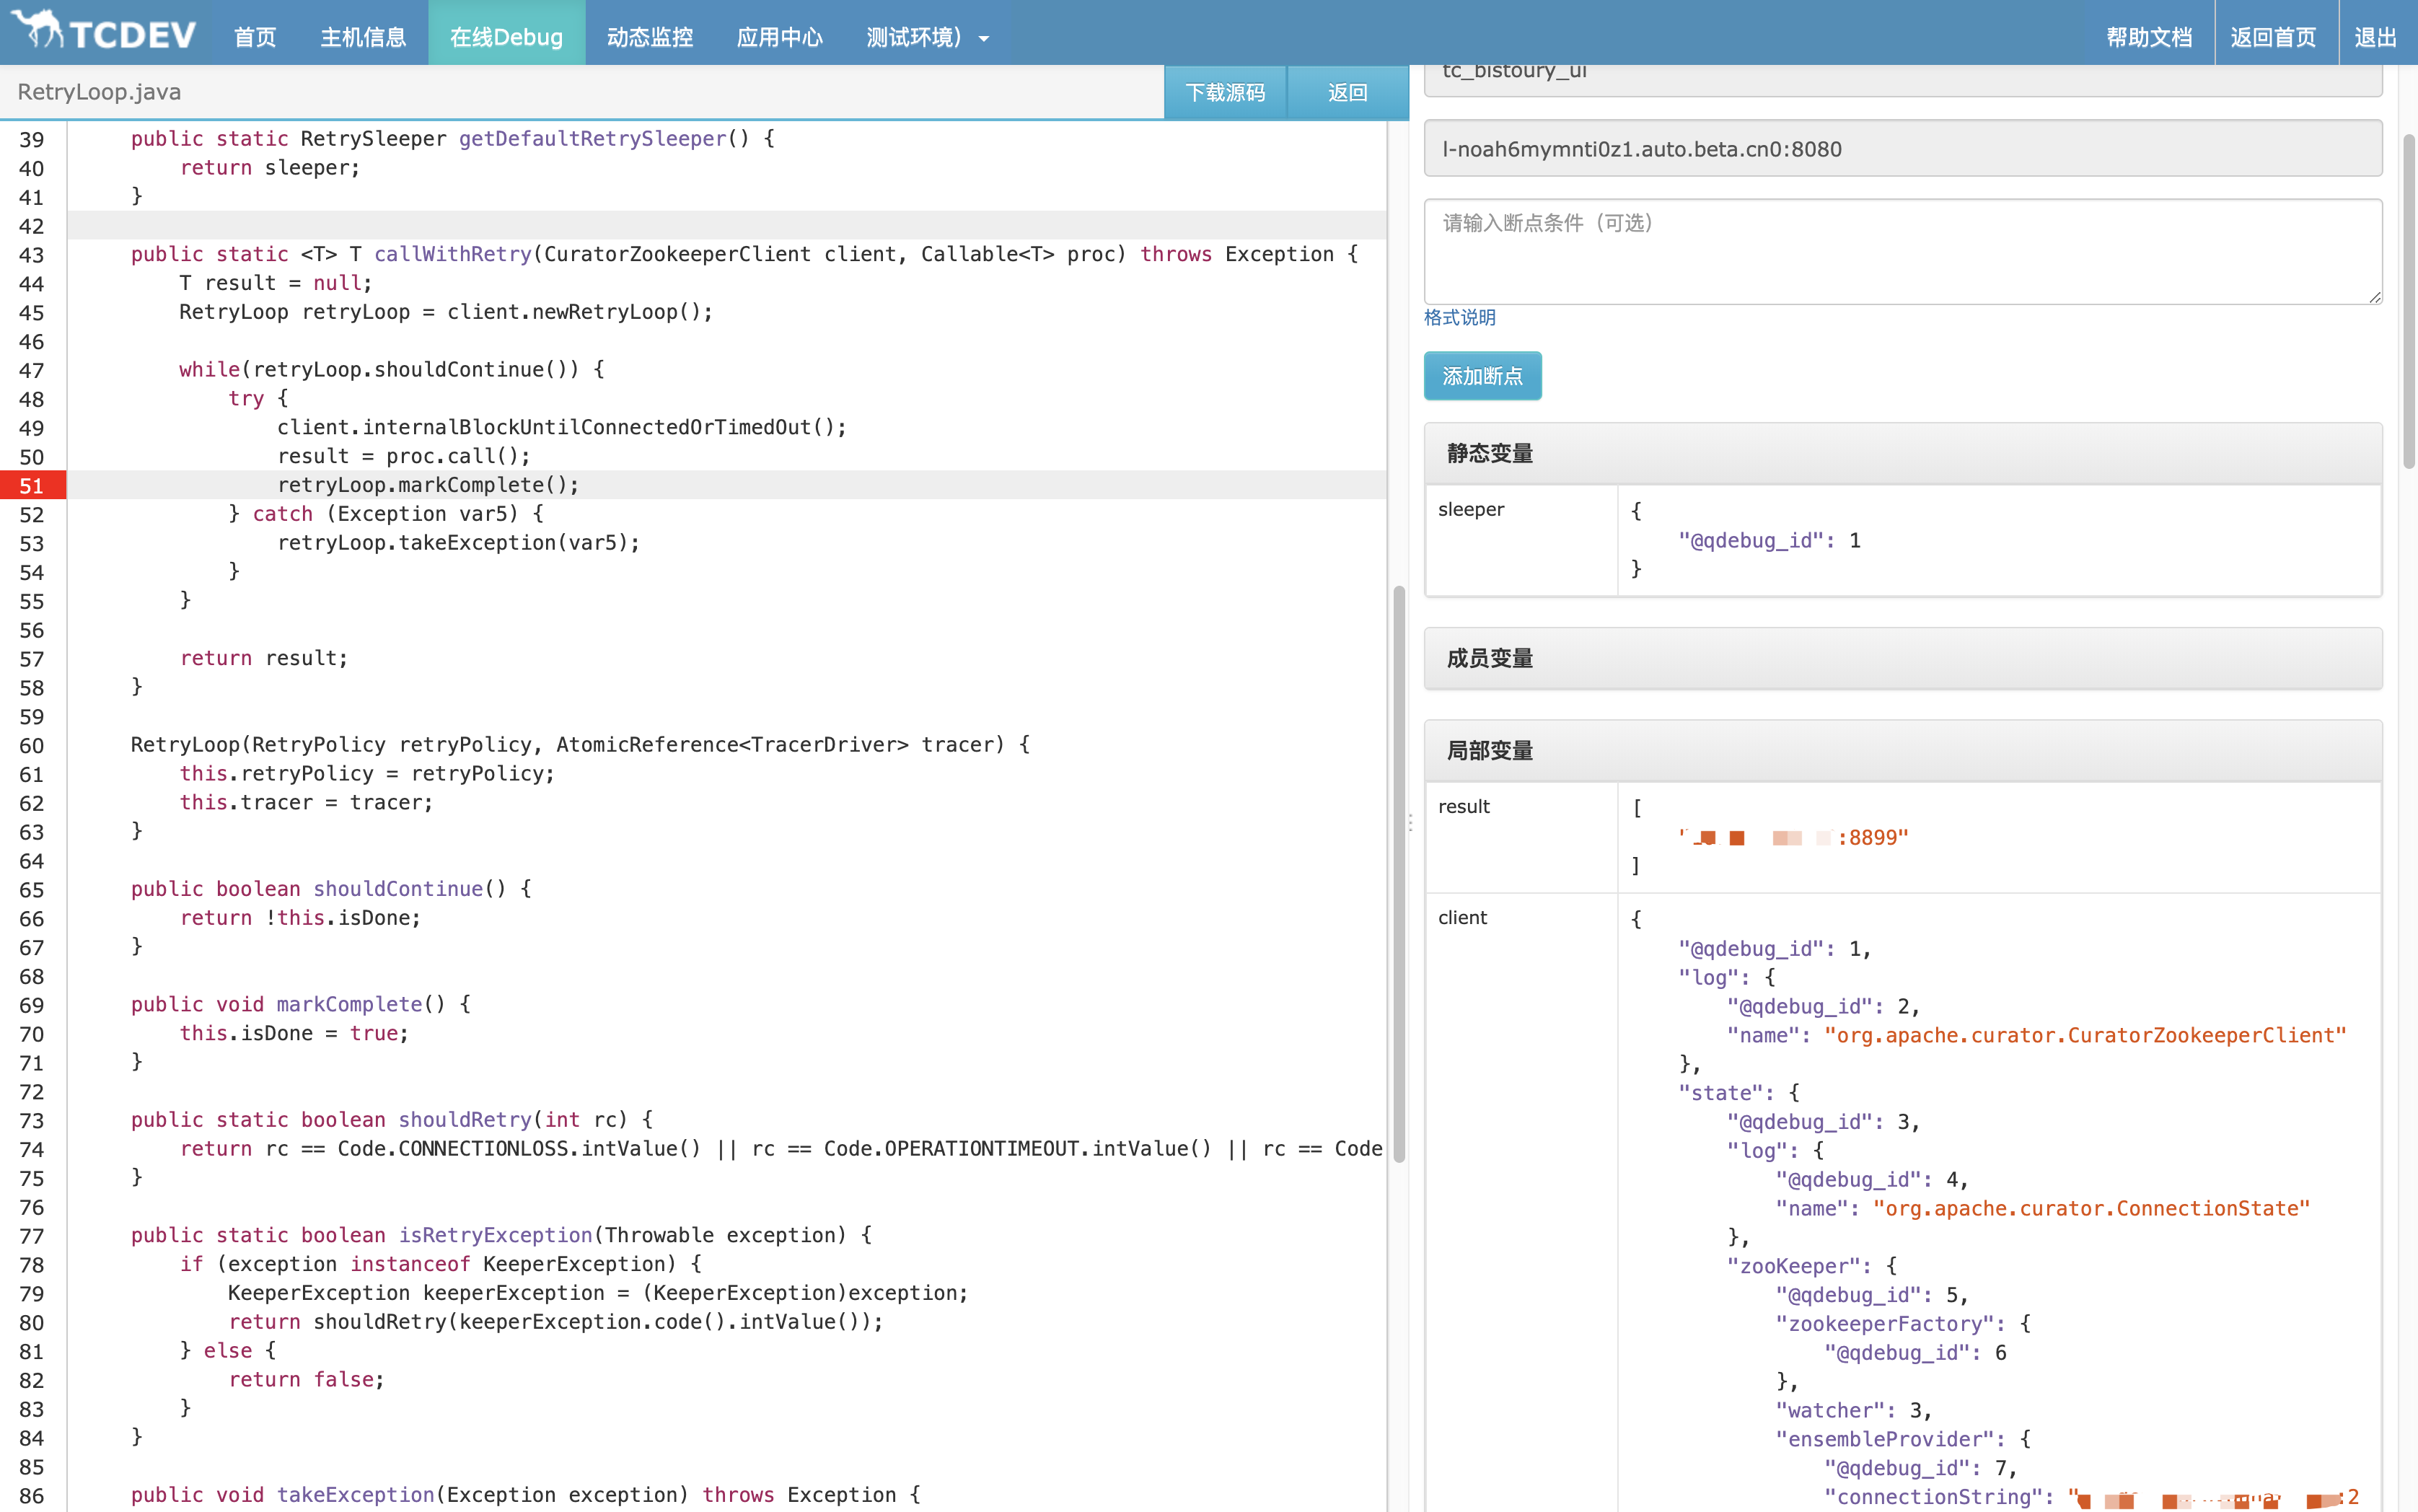 TCDEV 首页 主机信息 在线Debug 动态监控 应用中心 测试环境) 帮助文档 返回首页 退出
RetryLoop.java 下载源码 返回
39 public static RetrySleeper getDefaultRetrySleeper() {
40 return sleeper;
41 }
42
43 public static <T> T callWithRetry(CuratorZookeeperClient client, Callable<T> proc) throws Exception {
44 T result = null;
45 RetryLoop retryLoop = client.newRetryLoop();
46
47 while(retryLoop.shouldContinue()) {
48 try {
49 client.internalBlockUntilConnectedOrTimedOut();
50 result = proc.call();
51 retryLoop.markComplete();
52 } catch (Exception var5) {
53 retryLoop.takeException(var5);
54 }
55 }
56
57 return result;
58 }
59
60 RetryLoop(RetryPolicy retryPolicy, AtomicReference<TracerDriver> tracer) {
61 this.retryPolicy = retryPolicy;
62 this.tracer = tracer;
63 }
64
65 public boolean shouldContinue() {
66 return !this.isDone;
67 }
68
69 public void markComplete() {
70 this.isDone = true;
71 }
72
73 public static boolean shouldRetry(int rc) {
74 return rc == Code.CONNECTIONLOSS.intValue() || rc == Code.OPERATIONTIMEOUT.intValue() || rc == Code
75 }
76
77 public static boolean isRetryException(Throwable exception) {
78 if (exception instanceof KeeperException) {
79 KeeperException keeperException = (KeeperException)exception;
80 return shouldRetry(keeperException.code().intValue());
81 } else {
82 return false;
83 }
84 }
85
86 public void takeException(Exception exception) throws Exception {
tc_bistoury_ui
l-noah6mymnti0z1.auto.beta.cn0:8080
请输入断点条件（可选）
格式说明
添加断点
静态变量
sleeper {
"@qdebug_id": 1
}
成员变量
局部变量
result [
:8899"
]
client {
"@qdebug_id": 1,
"log": {
"@qdebug_id": 2,
"name": "org.apache.curator.CuratorZookeeperClient"
},
"state": {
"@qdebug_id": 3,
"log": {
"@qdebug_id": 4,
"name": "org.apache.curator.ConnectionState"
},
"zooKeeper": {
"@qdebug_id": 5,
"zookeeperFactory": {
"@qdebug_id": 6
},
"watcher": 3,
"ensembleProvider": {
"@qdebug_id": 7,
"connectionString": " :2